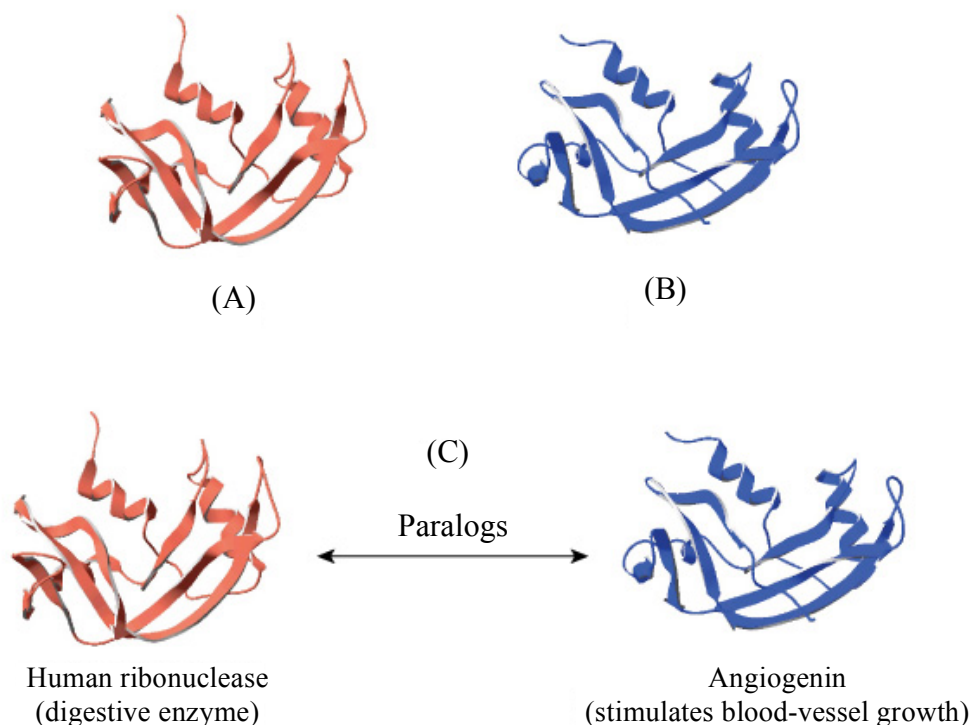 (A)
(B)
(C)
Paralogs
Human ribonuclease
(digestive enzyme)
Angiogenin
(stimulates blood-vessel growth)